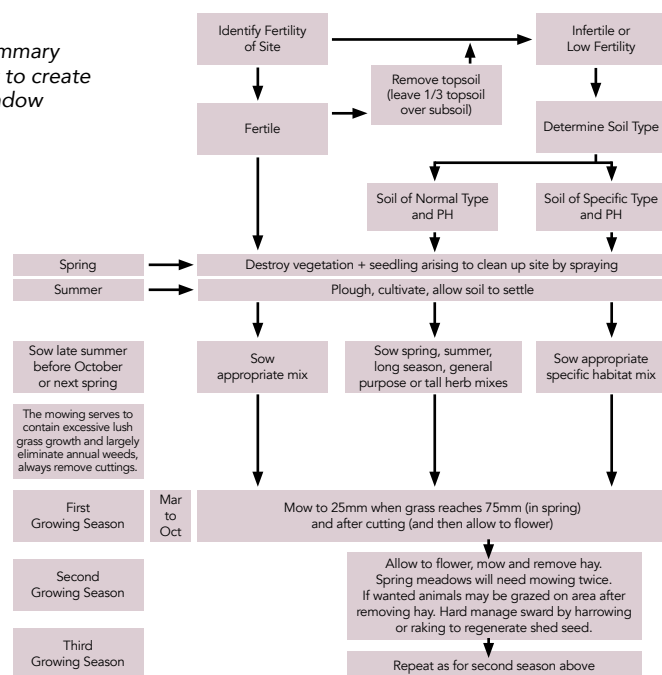 to create
Identify Fertility
of Site
Infertile or
Low Fertility
Remove topsoil
(leave 1/3 topsoil
over subsoil)
Fertile
Determine Soil Type
Soil of Normal Type
and PH
Soil of Specific Type
and PH
Spring
Destroy vegetation + seedling arising to clean up site by spraying
Summer
Plough, cultivate, allow soil to settle
Sow late summer
before October
or next spring
Sow
appropriate mix
Sow spring, summer,
long season, general
purpose or tall herb mixes
Sow appropriate
specific habitat mix
The mowing serves to
contain excessive lush
grass growth and largely
eliminate annual weeds,
always remove cuttings.
First
Growing Season
Mar
to
Oct
Mow to 25mm when grass reaches 75mm (in spring)
and after cutting (and then allow to flower)
Second
Growing Season
Allow to flower, mow and remove hay.
Spring meadows will need mowing twice.
If wanted animals may be grazed on area after
removing hay. Hard manage sward by harrowing
or raking to regenerate shed seed.
Third
Growing Season
Repeat as for second season above